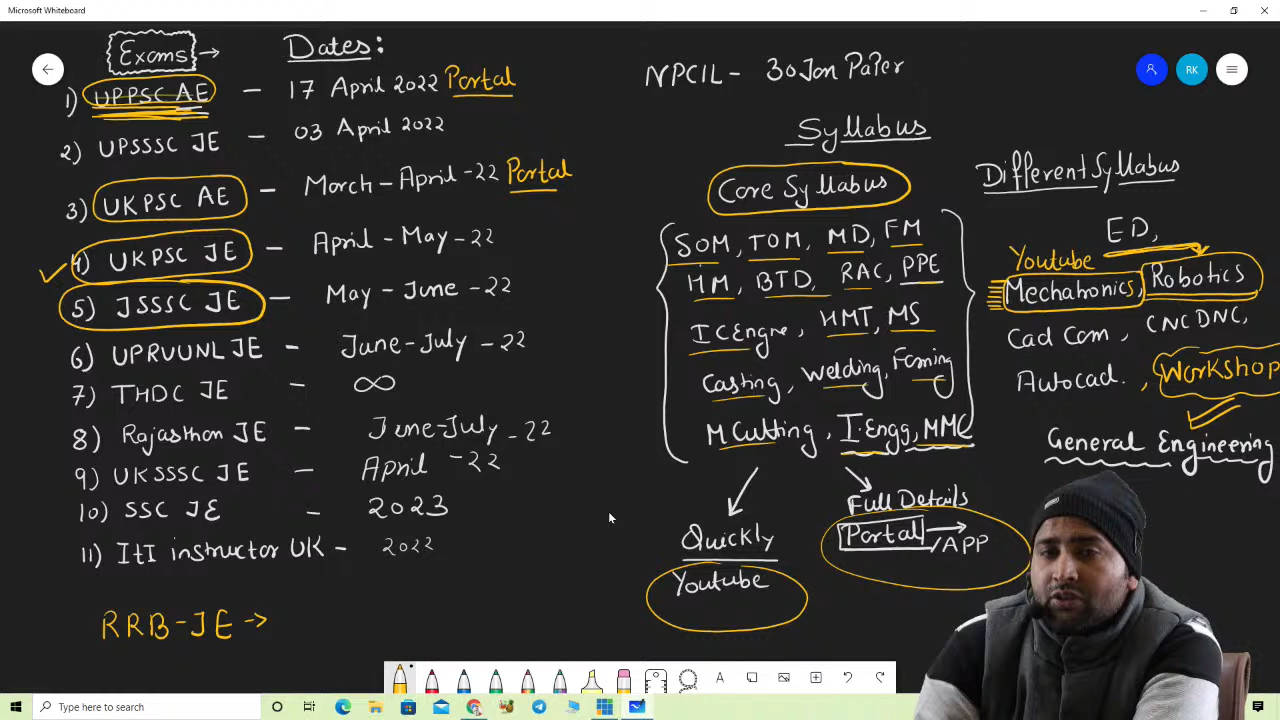 Microsoft Whiteboard
Exams → Dates:
1) UPPSC AE - 17 April 2022 Portal
2) UPSSSC JE - 03 April 2022
3) UKPSC AE - March-April-22 Portal
4) UKPSC JE - April-May-22
5) JSSSC JE - May-June-22
6) UPRVUNL JE - June-July-22
7) THDC JE - ∞
8) Rajasthan JE - June-July-22
9) UKSSSC JE - April-22
10) SSC JE - 2023
11) ItI instructor UK - 2022
RRB-JE →
NPCIL - 30 Jan PaPer
RK
Syllabus
Core Syllabus
SOM, TOM, MD, FM
HM, BTD, RAC, PPE
IC Engne, HMT, MS
Casting, Welding, Foming
M Cutting, I.Engg, MMC
Quickly
Youtube
Full Details
Portal → /APP
Different Syllabus
ED,
Youtube
Mechatronics, Robotics
Cad Cam, CNC DNC,
Autocad., Workshop
General Engineering
Type here to search